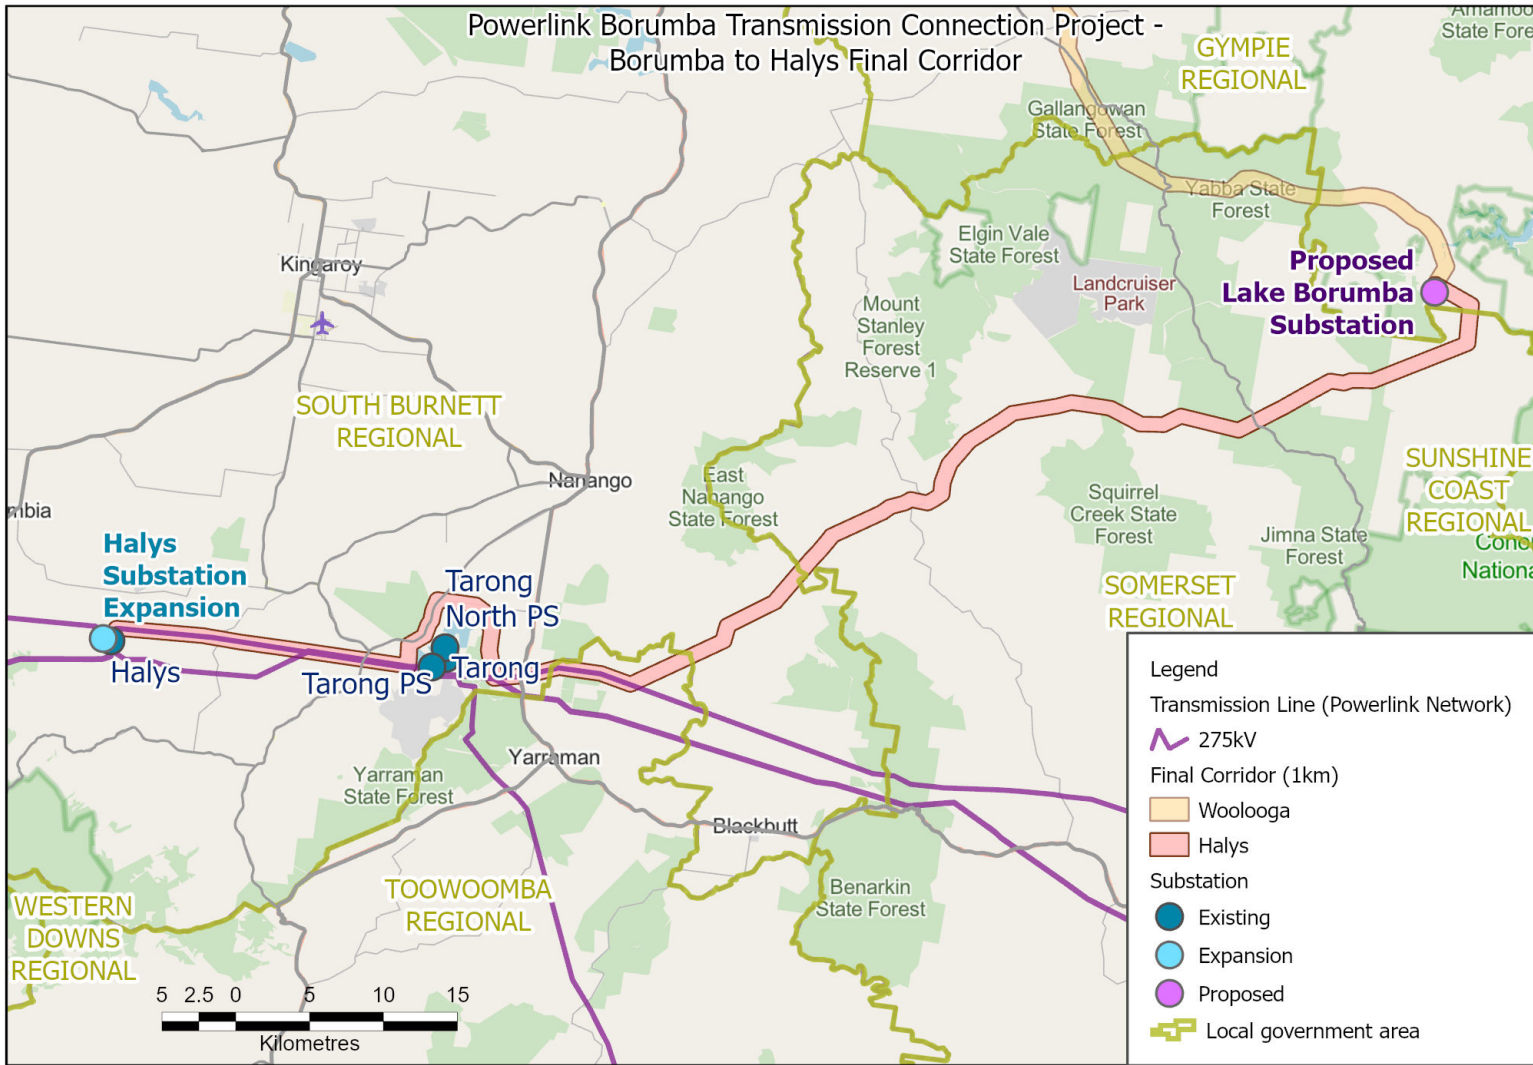 Powerlink Borumba Transmission Connection Project -
Borumba to Halys Final Corridor
GYMPIE
REGIONAL
State Fore
Gallangowan
State Forest
Yabba State
Forest
Elgin Vale
State Forest
Kingaroy
Landcruiser
Park
Proposed
Lake Borumba
Substation
Mount
Stanley
Forest
Reserve 1
SOUTH BURNETT
REGIONAL
Nanango
East
Nanango
State Forest
Squirrel
Creek State
Forest
Jimna State
Forest
SUNSHINE
COAST
REGIONAL
Cono
Nationa
mbia
Halys
Substation
Expansion
Halys
Tarong
North PS
Tarong
Tarong PS
SOMERSET
REGIONAL
Yarraman
Yarraman
State Forest
Blackbutt
Benarkin
State Forest
TOOWOOMBA
REGIONAL
WESTERN
DOWNS
REGIONAL
5 2.5 0 5 10 15
Kilometres
Legend
Transmission Line (Powerlink Network)
275kV
Final Corridor (1km)
Woolooga
Halys
Substation
Existing
Expansion
Proposed
Local government area